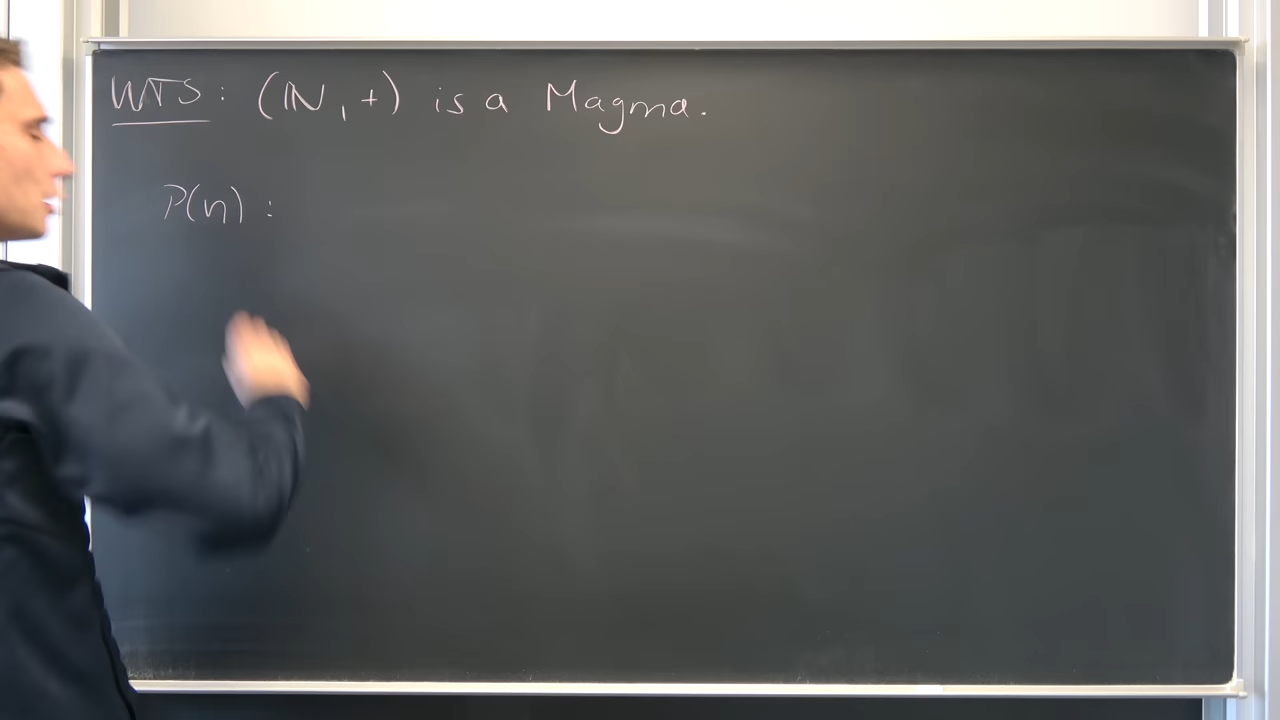 WTS: (ℕ, +) is a Magma.
P(n):